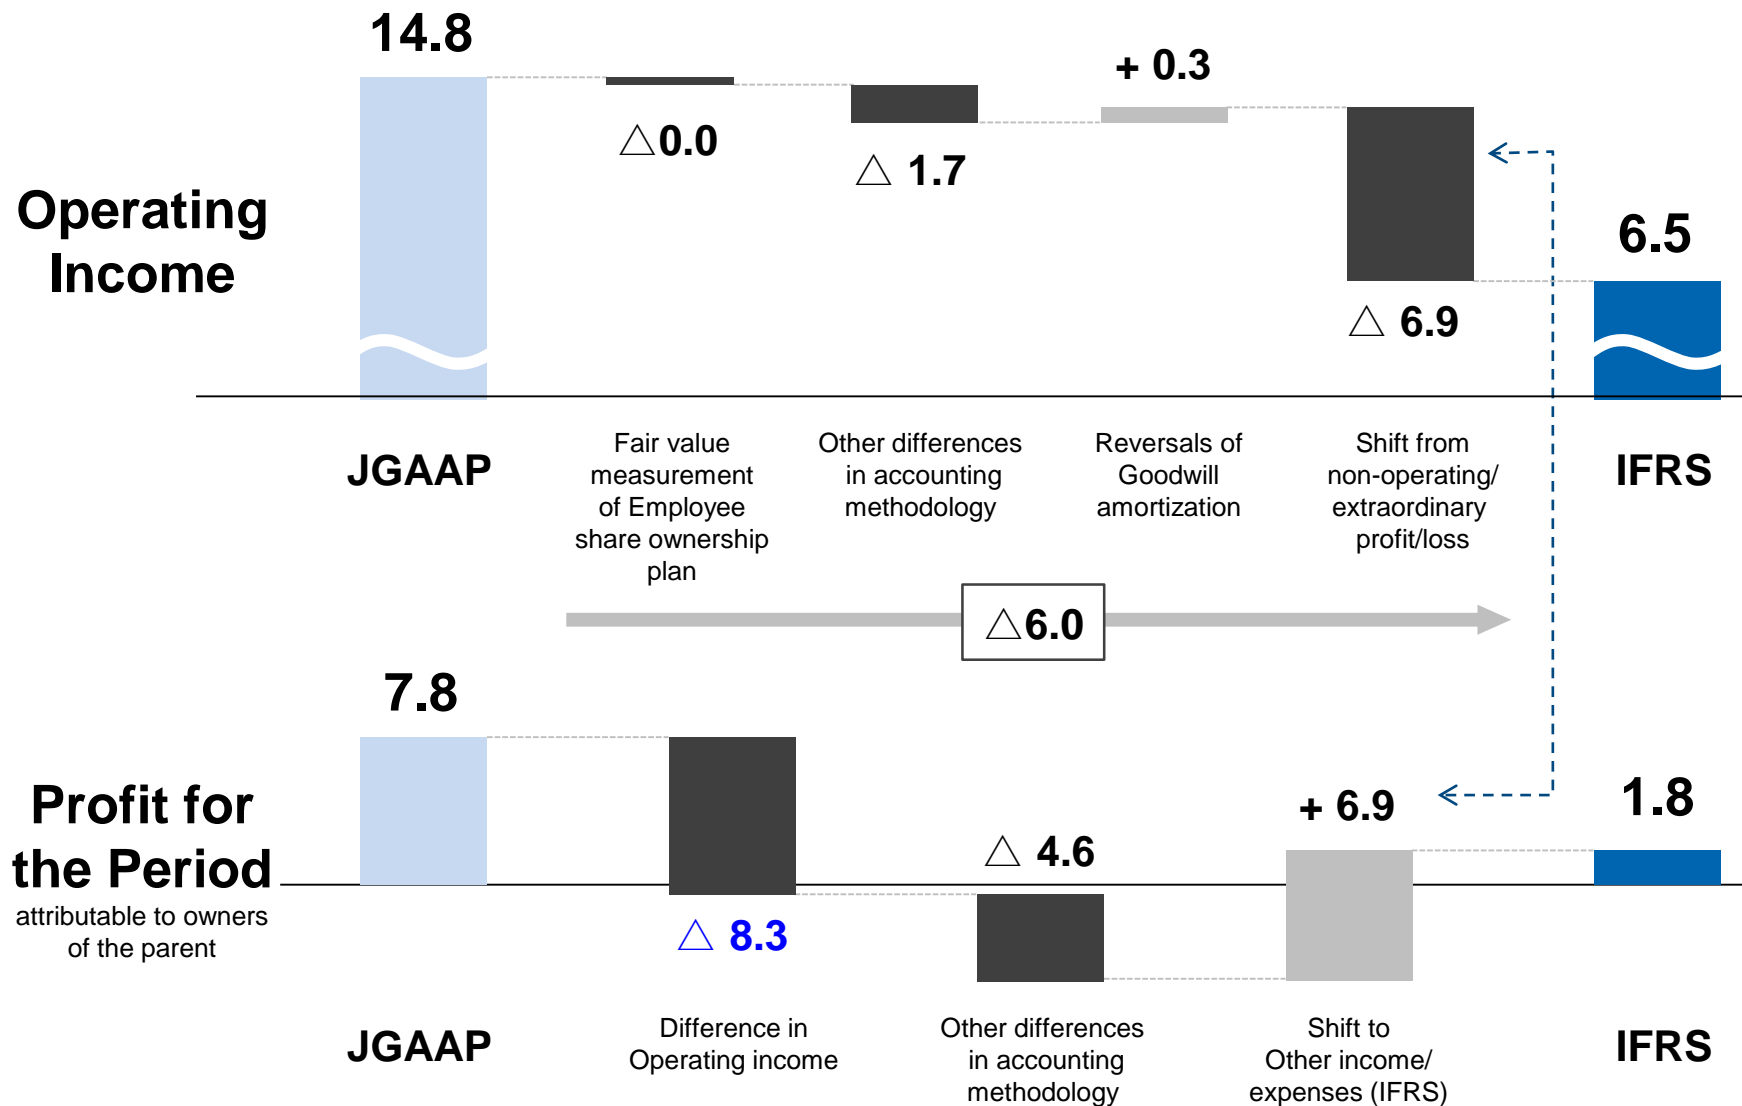 14.8
+ 0.3
△0.0
△ 1.7
Operating
Income
6.5
△ 6.9
JGAAP
Fair value
measurement
of Employee
share ownership
plan
Other differences
in accounting
methodology
Reversals of
Goodwill
amortization
Shift from
non-operating/
extraordinary
profit/loss
IFRS
△6.0
7.8
Profit for
the Period
attributable to owners
of the parent
△ 8.3
△ 4.6
+ 6.9
1.8
JGAAP
Difference in
Operating income
Other differences
in accounting
methodology
Shift to
Other income/
expenses (IFRS)
IFRS